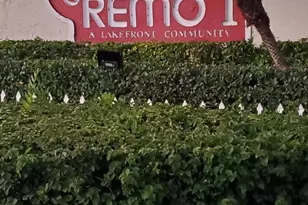 REMO I
A LAKEFRONT COMMUNITY